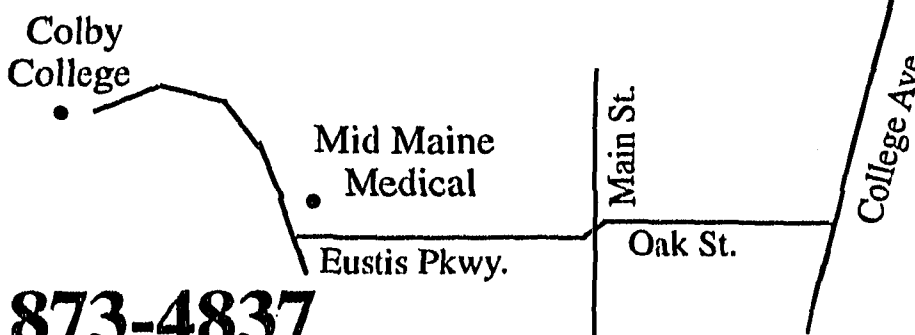 Colby
College
Mid Maine
Medical
Main St.
College Ave
Eustis Pkwy.
Oak St.
873-4837